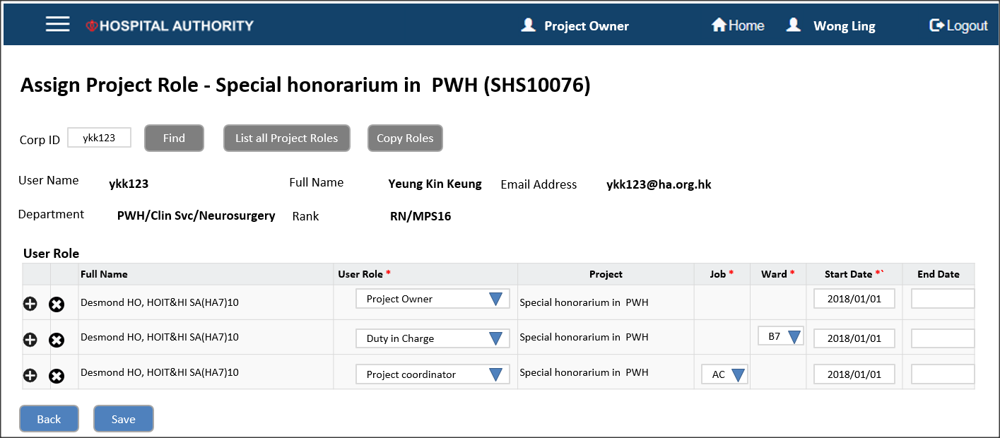 HOSPITAL AUTHORITY Project Owner Home Wong Ling Logout
Assign Project Role - Special honorarium in  PWH (SHS10076)
Corp ID ykk123 Find List all Project Roles Copy Roles
User Name ykk123 Full Name Yeung Kin Keung Email Address ykk123@ha.org.hk
Department PWH/Clin Svc/Neurosurgery Rank RN/MPS16
User Role
Full Name User Role * Project Job * Ward * Start Date *` End Date
Desmond HO, HOIT&HI SA(HA7)10 Project Owner Special honorarium in  PWH 2018/01/01
Desmond HO, HOIT&HI SA(HA7)10 Duty in Charge Special honorarium in  PWH B7 2018/01/01
Desmond HO, HOIT&HI SA(HA7)10 Project coordinator Special honorarium in  PWH AC 2018/01/01
Back Save